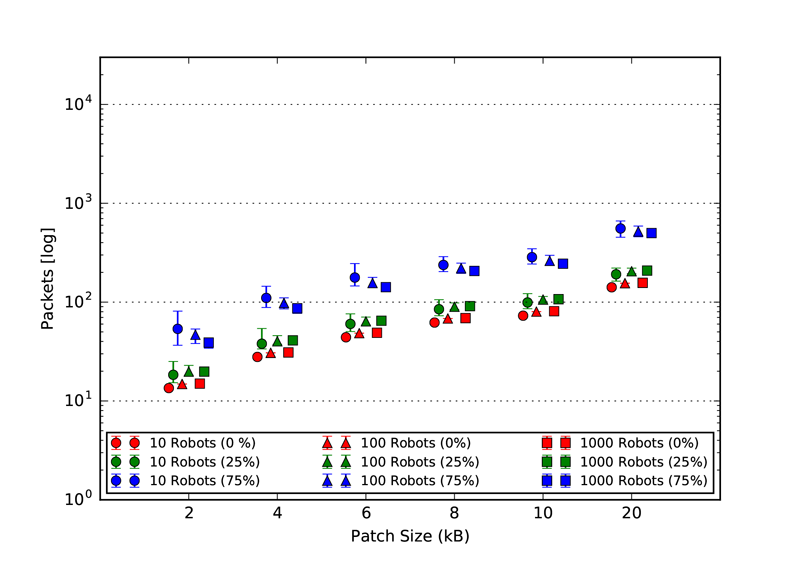 10⁴
10³
10²
10¹
10⁰
Packets [log]
10 Robots (0 %) 100 Robots (0%) 1000 Robots (0%)
10 Robots (25%) 100 Robots (25%) 1000 Robots (25%)
10 Robots (75%) 100 Robots (75%) 1000 Robots (75%)
2 4 6 8 10 20
Patch Size (kB)